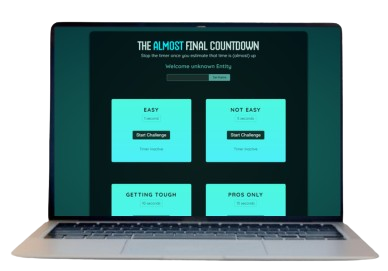 THE ALMOST FINAL COUNTDOWN
Stop the timer once you estimate that time is (almost) up
Welcome unknown Entity
EASY
1 second
Start Challenge
Timer inactive
NOT EASY
5 seconds
Start Challenge
Timer inactive
GETTING TOUGH
10 seconds
PROS ONLY
15 seconds